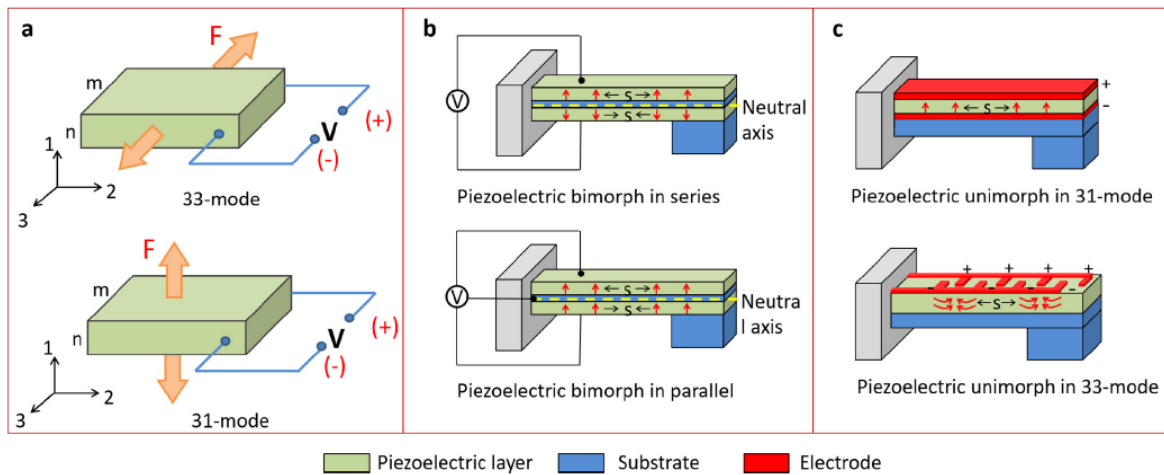 a
F
m
n
V
(+)
(-)
1
2
3
33-mode
F
m
n
V
(+)
(-)
1
2
3
31-mode
b
V
S
S
Neutral
axis
Piezoelectric bimorph in series
V
S
S
Neutra
l axis
Piezoelectric bimorph in parallel
c
+
-
S
Piezoelectric unimorph in 31-mode
+ + + +
- - - -
S
Piezoelectric unimorph in 33-mode
Piezoelectric layer
Substrate
Electrode